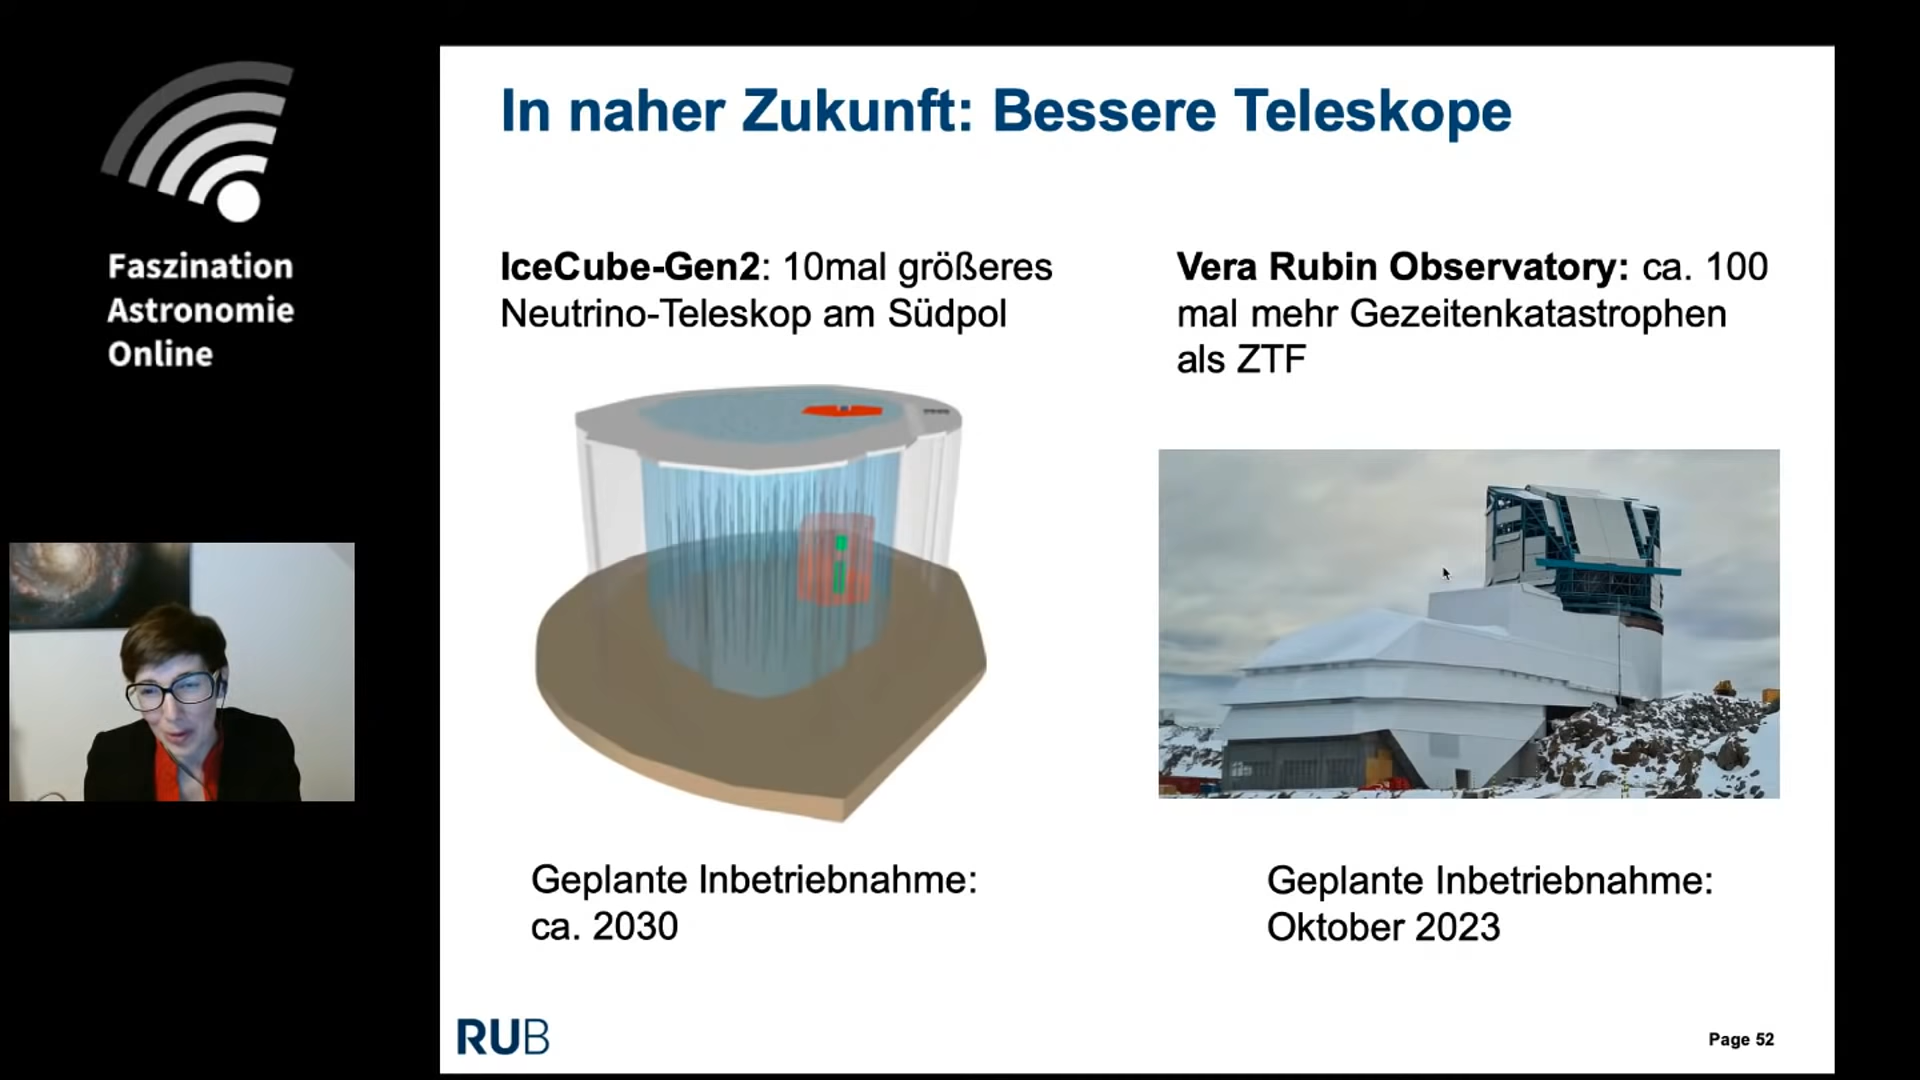 Faszination
Astronomie
Online
In naher Zukunft: Bessere Teleskope
IceCube-Gen2: 10mal größeres
Neutrino-Teleskop am Südpol
Vera Rubin Observatory: ca. 100
mal mehr Gezeitenkatastrophen
als ZTF
Geplante Inbetriebnahme:
ca. 2030
Geplante Inbetriebnahme:
Oktober 2023
RUB
Page 52